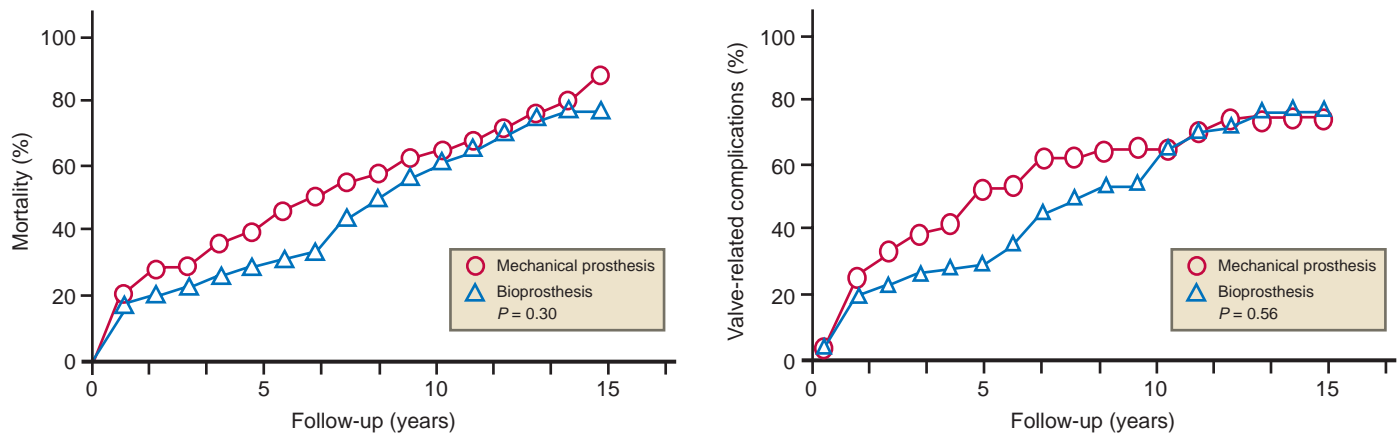 100
80
60
40
20
0
Mortality (%)
0 5 10 15
Follow-up (years)
Mechanical prosthesis
Bioprosthesis
P = 0.30
100
80
60
40
20
0
Valve-related complications (%)
0 5 10 15
Follow-up (years)
Mechanical prosthesis
Bioprosthesis
P = 0.56